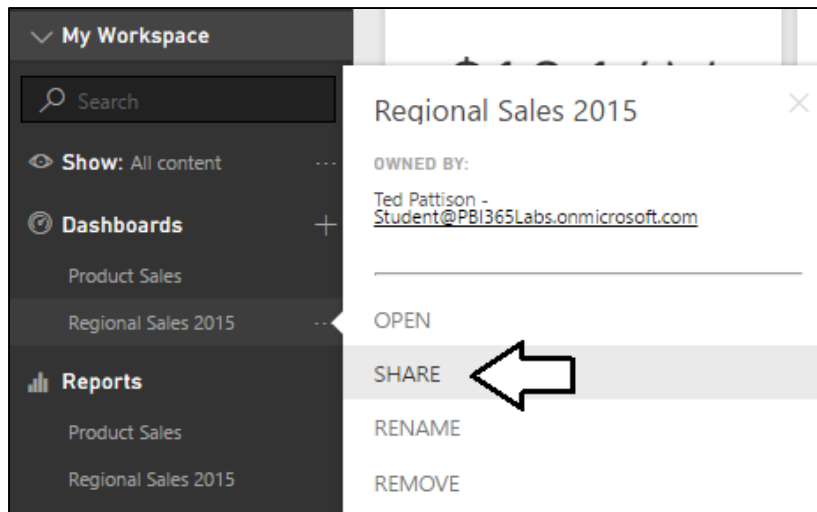 My Workspace
Search
Show: All content ...
Dashboards +
Product Sales
Regional Sales 2015 ...
Reports
Product Sales
Regional Sales 2015
Regional Sales 2015
OWNED BY:
Ted Pattison -
Student@PBI365Labs.onmicrosoft.com
OPEN
SHARE
RENAME
REMOVE